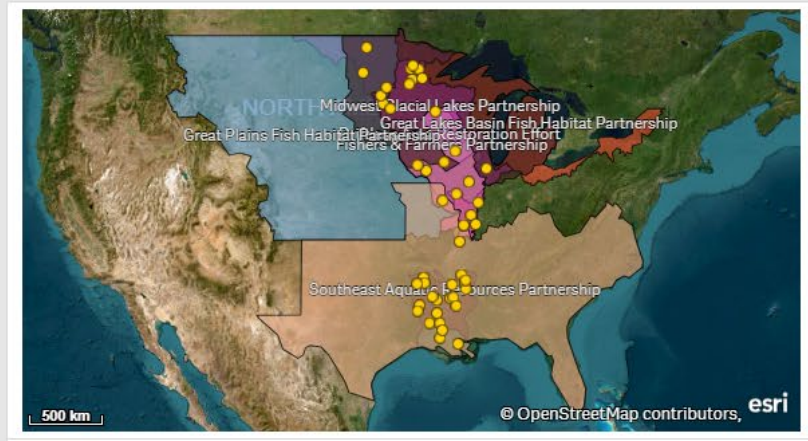 NORTH
Midwest Glacial Lakes Partnership
Great Lakes Basin Fish Habitat Partnership
Great Plains Fish Habitat Partnership
Restoration Effort
Fishers & Farmers Partnership
Southeast Aquatic Resources Partnership
500 km
© OpenStreetMap contributors,
esri